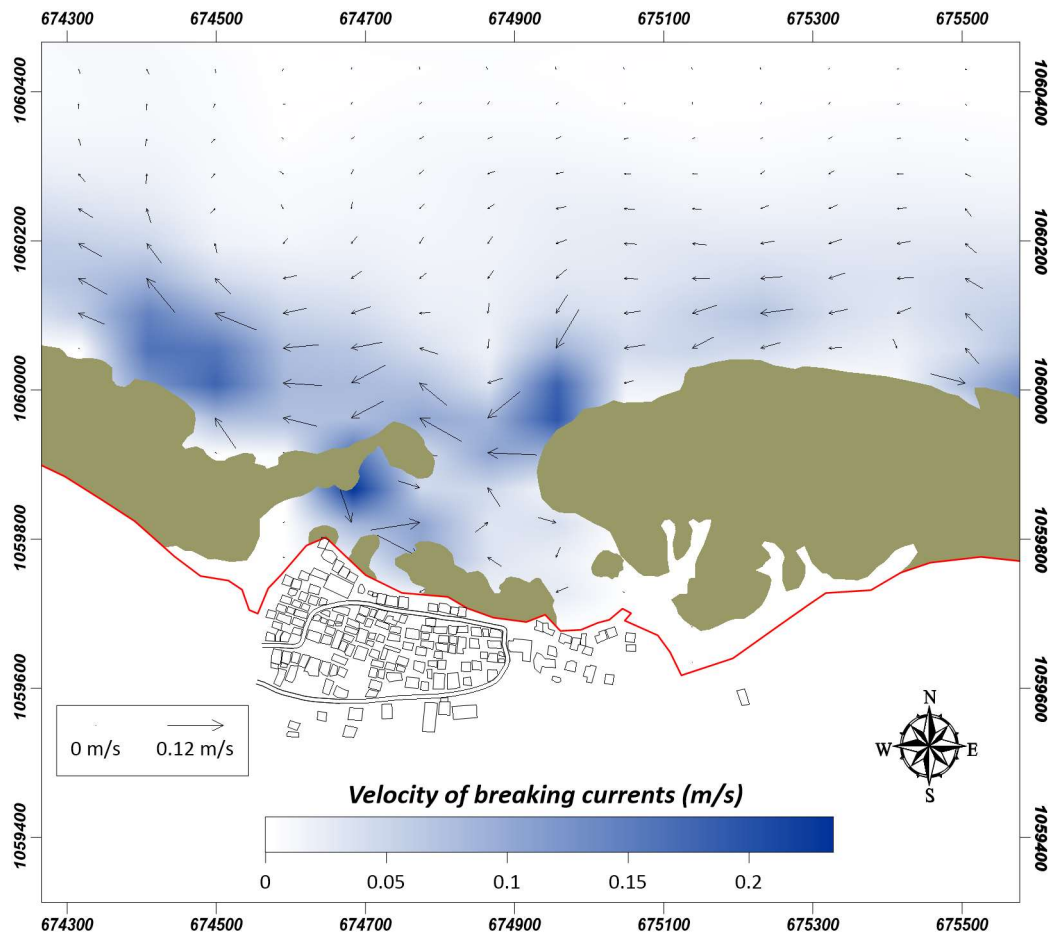 674300 674500 674700 674900 675100 675300 675500
1060400 1060400
1060200 1060200
1060000 1060000
1059800 1059800
1059600 1059600
1059400 1059400
0 m/s 0.12 m/s
N
W E
S
Velocity of breaking currents (m/s)
0 0.05 0.1 0.15 0.2
674300 674500 674700 674900 675100 675300 675500